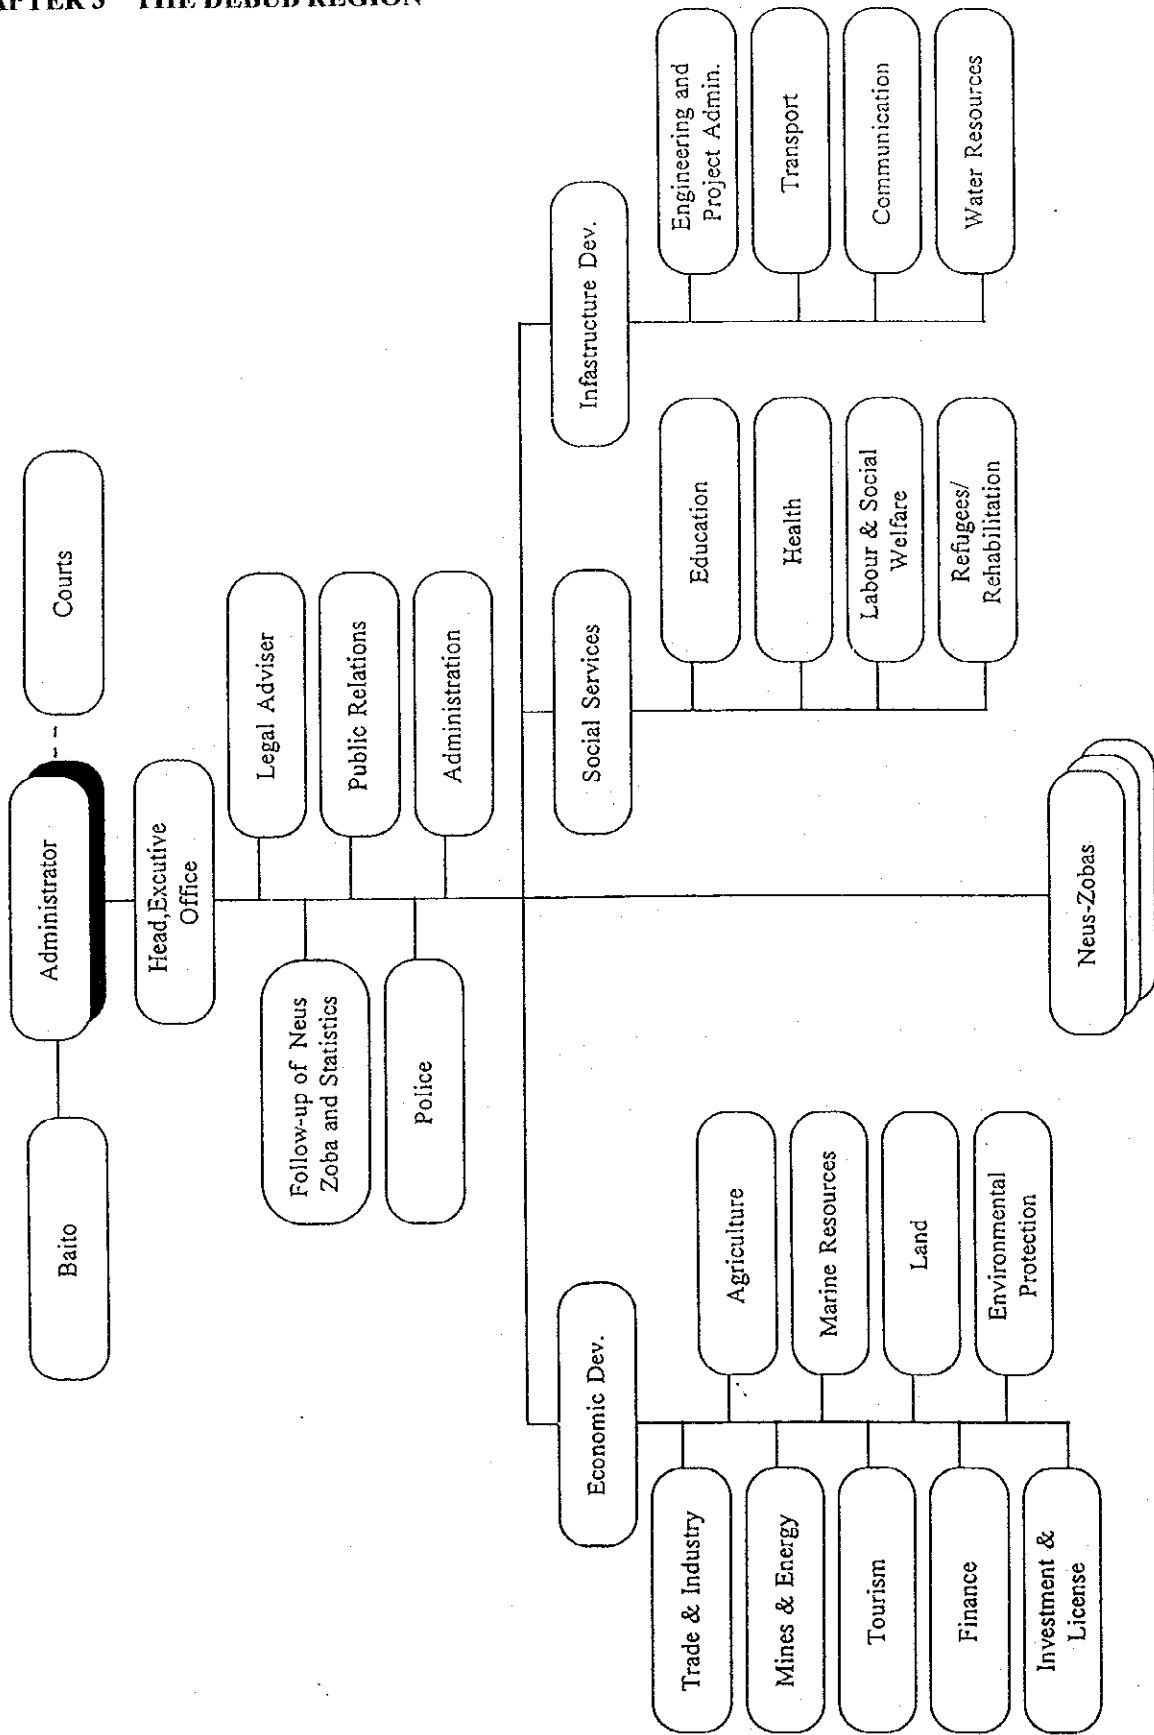 CHAPTER 3 THE DEBUB REGION
Baito
Administrator
Courts
Head,Excutive
Office
Follow-up of Neus
Zoba and Statistics
Legal Adviser
Public Relations
Police
Administration
Economic Dev.
Social Services
Infastructure Dev.
Trade & Industry
Mines & Energy
Tourism
Finance
Investment &
License
Agriculture
Marine Resources
Land
Environmental
Protection
Education
Health
Labour & Social
Welfare
Refugees/
Rehabilitation
Engineering and
Project Admin.
Transport
Communication
Water Resources
Neus-Zobas